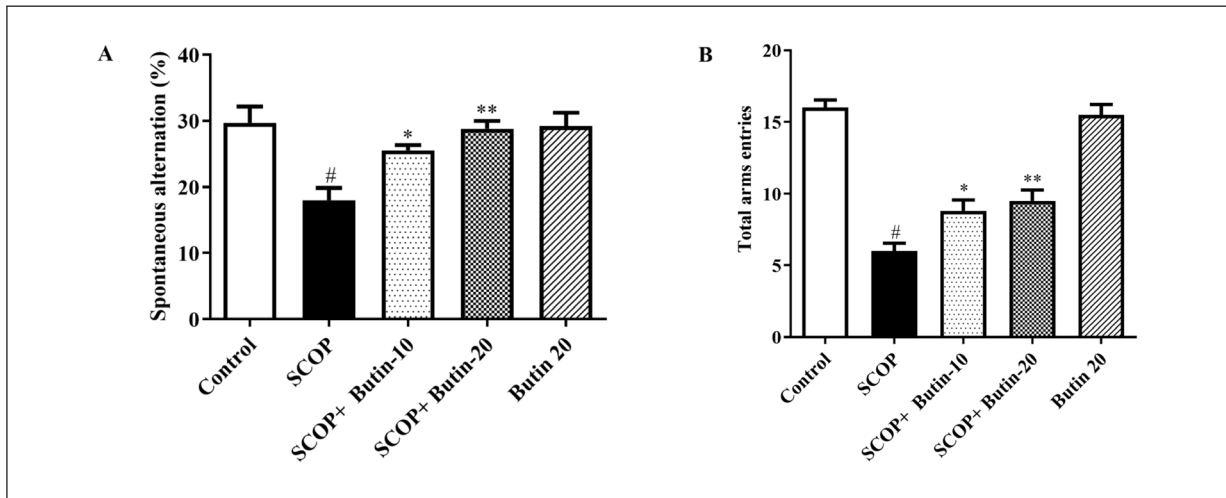 A
Spontaneous alternation (%)
40
30
20
10
0
#
*
**
Control
SCOP
SCOP+ Butin-10
SCOP+ Butin-20
Butin 20
B
Total arms entries
20
15
10
5
0
#
*
**
Control
SCOP
SCOP+ Butin-10
SCOP+ Butin-20
Butin 20